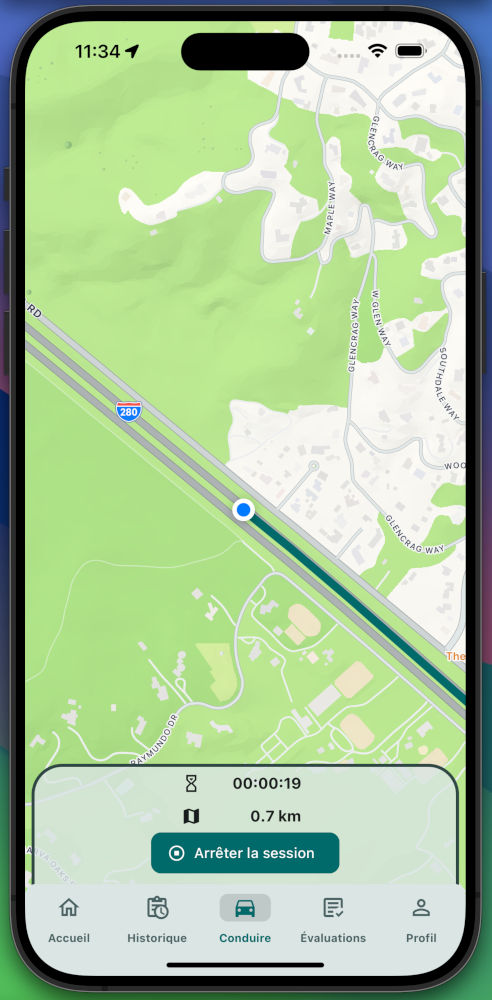 11:34
GLENCRAG WAY
MAPLE WAY
RD
GLENCRAG WAY
W GLEN WAY
280
SOUTHDALE WAY
WOO
GLENCRAG WAY
The
RAYMUNDO DR
00:00:19
0.7 km
Arrêter la session
Accueil
Historique
Conduire
Évaluations
Profil